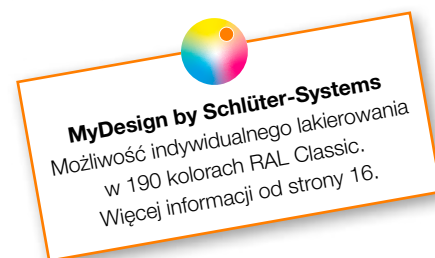 MyDesign by Schlüter-Systems
Możliwość indywidualnego lakierowania
w 190 kolorach RAL Classic.
Więcej informacji od strony 16.